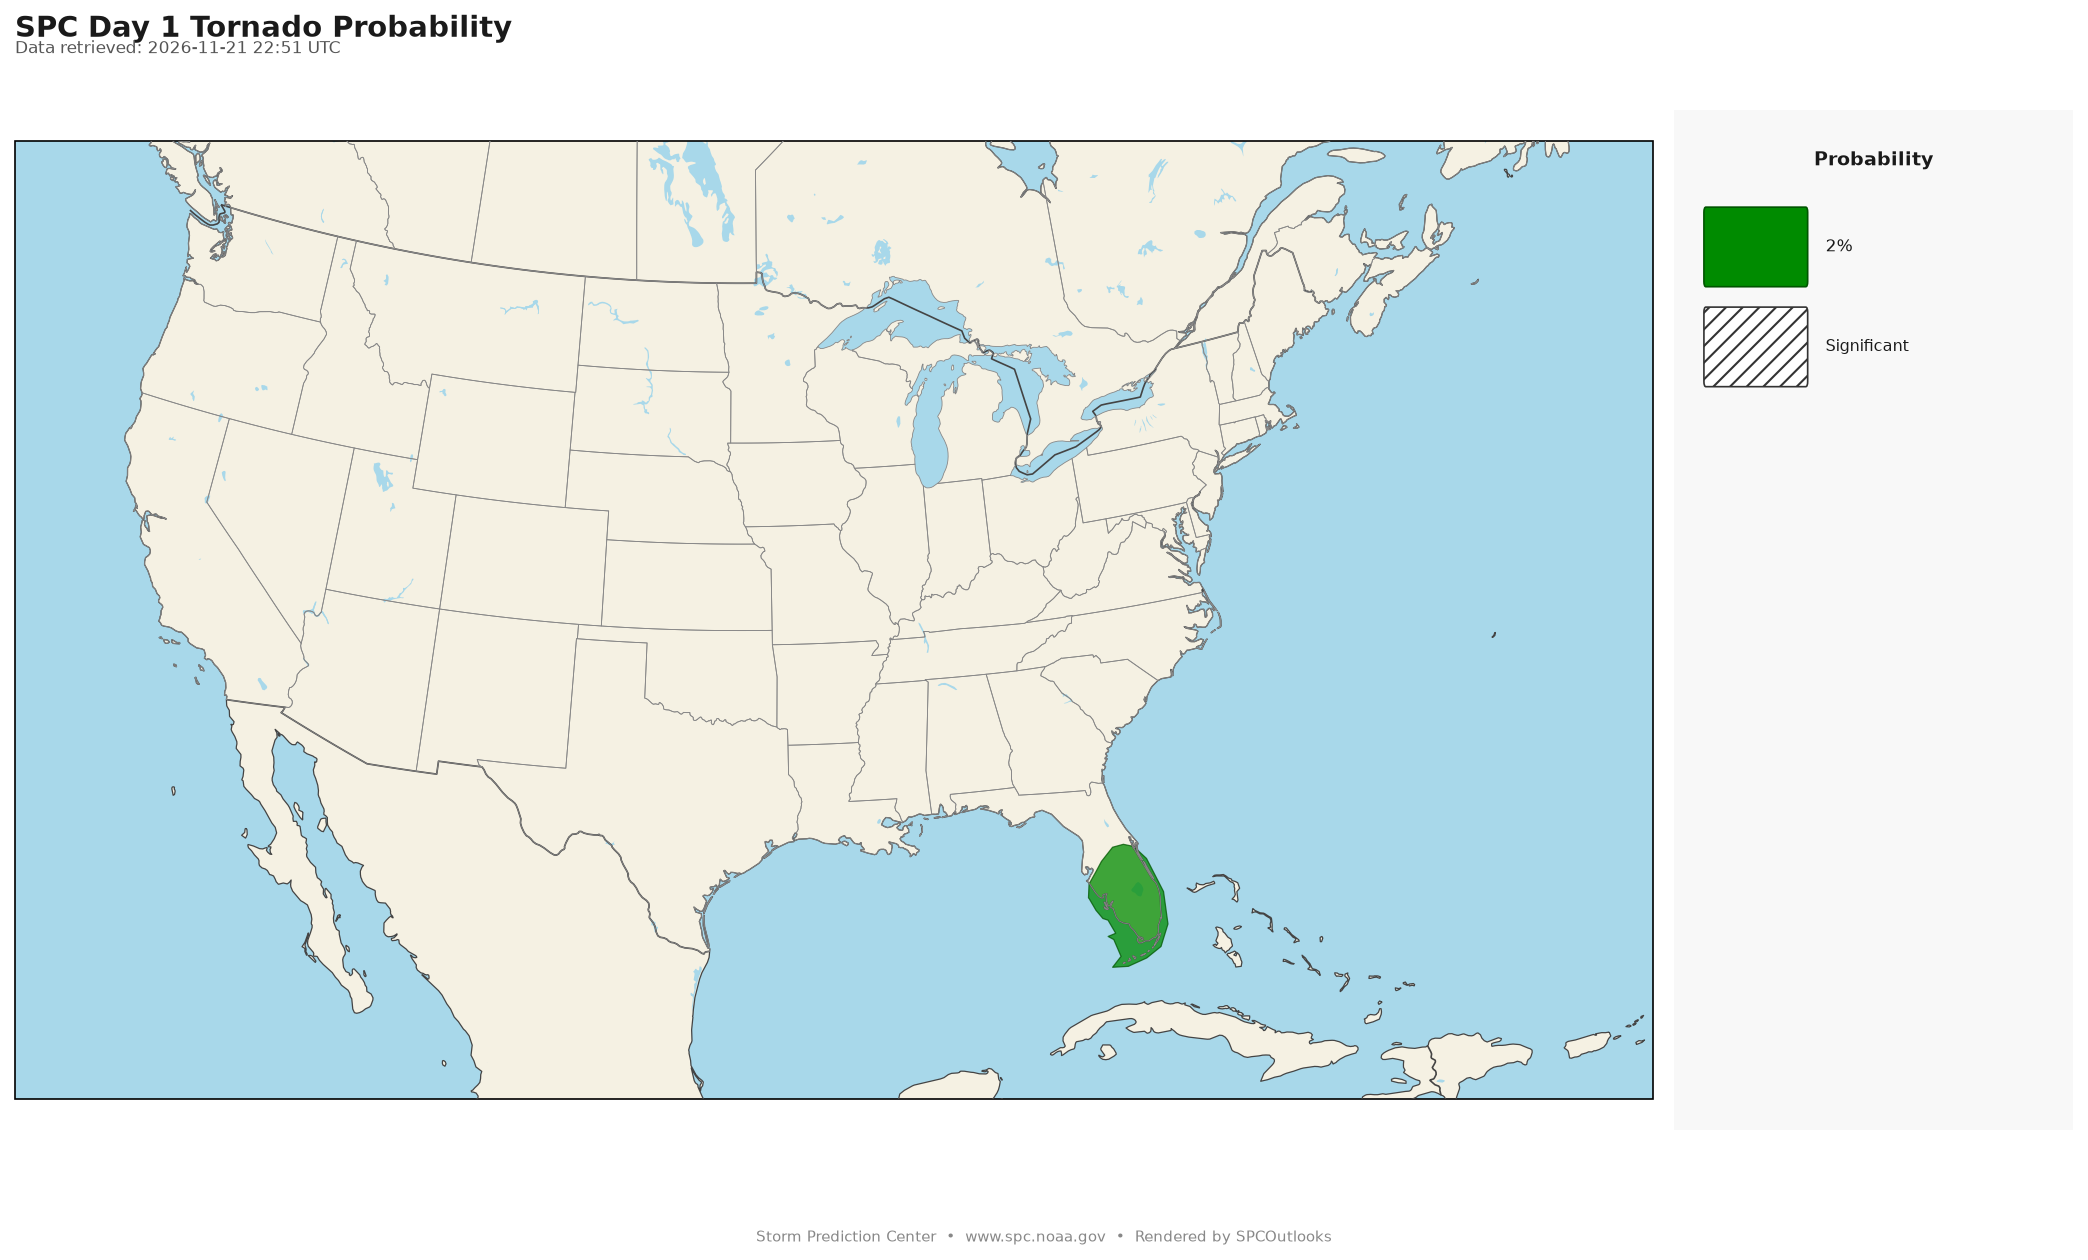 SPC Day 1 Tornado Probability
Data retrieved: 2026-11-21 22:51 UTC
Probability
2%
Significant
Storm Prediction Center • www.spc.noaa.gov • Rendered by SPCOutlooks